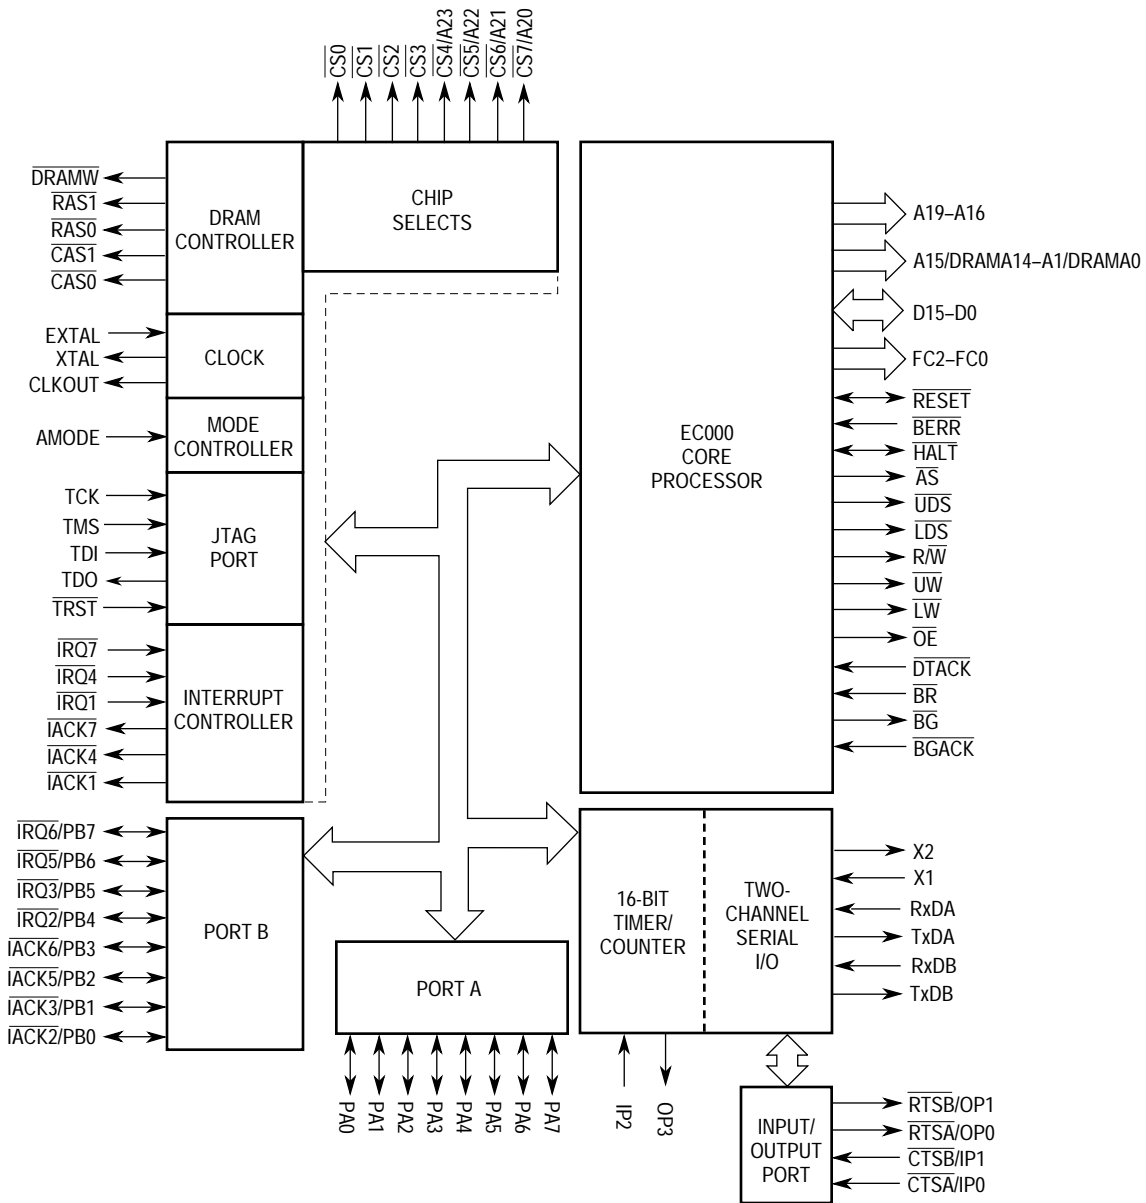 CS0
CS1
CS2
CS3
CS4/A23
CS5/A22
CS6/A21
CS7/A20
DRAMW
RAS1
RAS0
CAS1
CAS0
DRAM
CONTROLLER
CHIP
SELECTS
EXTAL
XTAL
CLKOUT
CLOCK
AMODE
MODE
CONTROLLER
TCK
TMS
TDI
TDO
TRST
JTAG
PORT
IRQ7
IRQ4
IRQ1
IACK7
IACK4
IACK1
INTERRUPT
CONTROLLER
EC000
CORE
PROCESSOR
A19–A16
A15/DRAMA14–A1/DRAMA0
D15–D0
FC2–FC0
RESET
BERR
HALT
AS
UDS
LDS
R/W
UW
LW
OE
DTACK
BR
BG
BGACK
IRQ6/PB7
IRQ5/PB6
IRQ3/PB5
IRQ2/PB4
IACK6/PB3
IACK5/PB2
IACK3/PB1
IACK2/PB0
PORT B
PORT A
PA0
PA1
PA2
PA3
PA4
PA5
PA6
PA7
16-BIT
TIMER/
COUNTER
TWO-
CHANNEL
SERIAL
I/O
X2
X1
RxDA
TxDA
RxDB
TxDB
IP2
OP3
INPUT/
OUTPUT
PORT
RTSB/OP1
RTSA/OP0
CTSB/IP1
CTSA/IP0